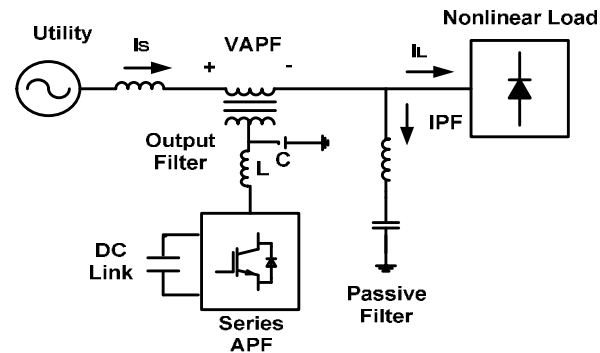 Nonlinear Load
Utility
Is
VAPF
IL
+
-
IPF
Output
Filter
C
L
DC
Link
Passive
Filter
Series
APF